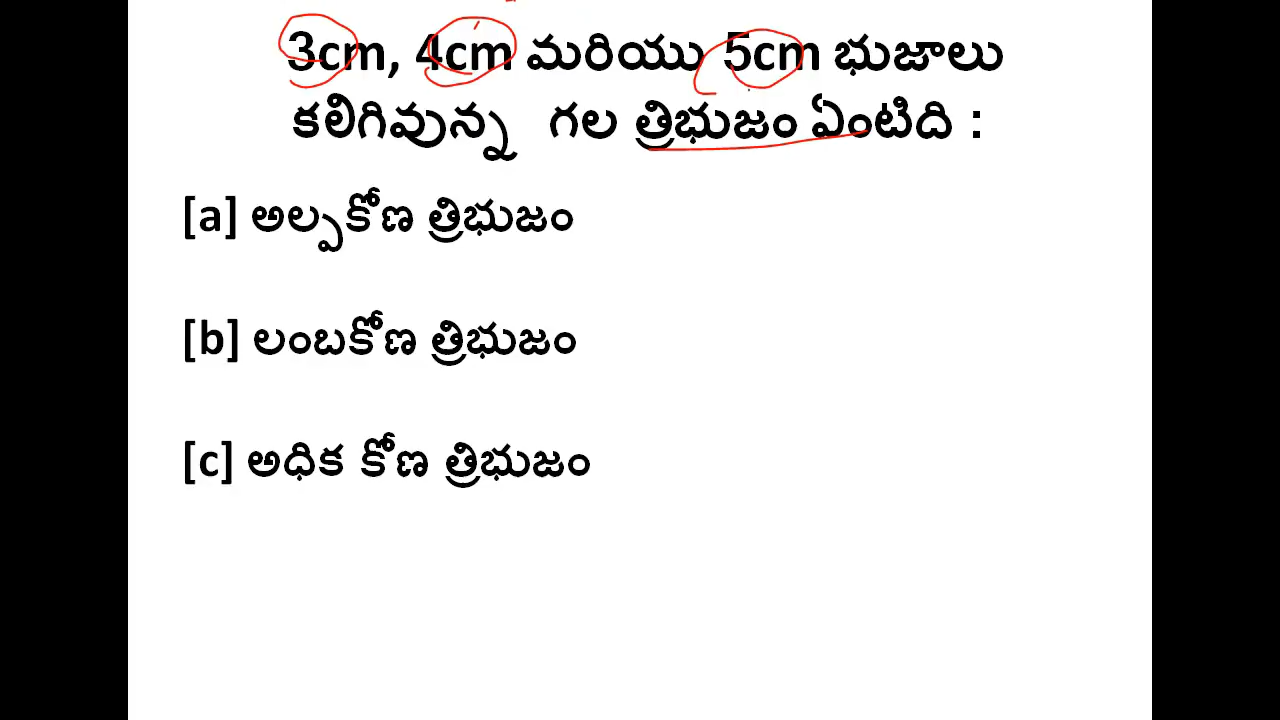 3cm, 4cm మరియు 5cm భుజాలు
కలిగివున్న గల త్రిభుజం ఏంటిది :
[a] అల్పకోణ త్రిభుజం
[b] లంబకోణ త్రిభుజం
[c] అధిక కోణ త్రిభుజం